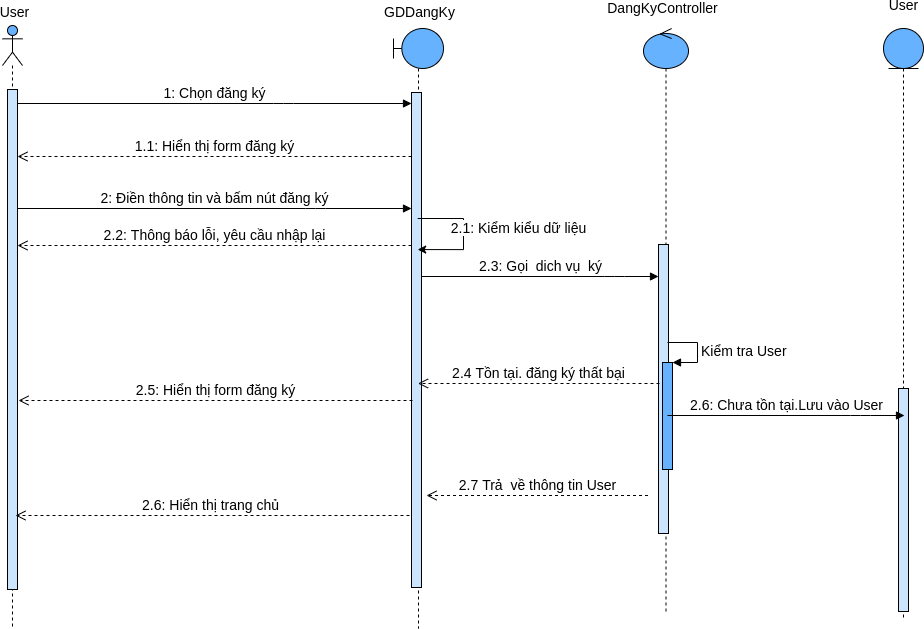 User
GDDangKy
DangKyController
User
1: Chọn đăng ký
1.1: Hiển thị form đăng ký
2: Điền thông tin và bấm nút đăng ký
2.1: Kiểm kiểu dữ liệu
2.2: Thông báo lỗi, yêu cầu nhập lại
2.3: Gọi  dich vụ  ký
Kiểm tra User
2.4 Tồn tại. đăng ký thất bại
2.5: Hiển thị form đăng ký
2.6: Chưa tồn tại.Lưu vào User
2.7 Trả  về thông tin User
2.6: Hiển thị trang chủ